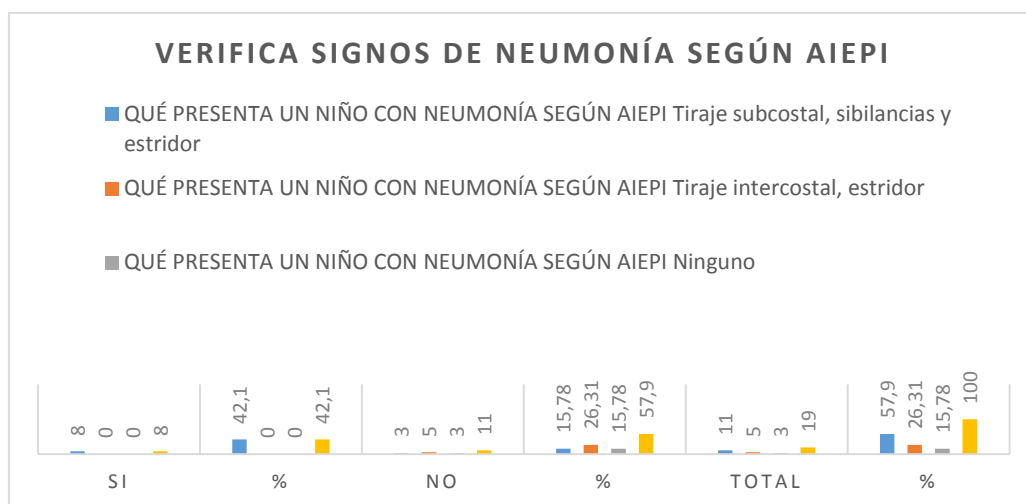 VERIFICA SIGNOS DE NEUMONÍA SEGÚN AIEPI
QUÉ PRESENTA UN NIÑO CON NEUMONÍA SEGÚN AIEPI Tiraje subcostal, sibilancias y
estridor
QUÉ PRESENTA UN NIÑO CON NEUMONÍA SEGÚN AIEPI Tiraje intercostal, estridor
QUÉ PRESENTA UN NIÑO CON NEUMONÍA SEGÚN AIEPI Ninguno
8 0 0 8 42,1 0 0 42,1 3 5 3 11 15,78 26,31 15,78 57,9 11 5 3 19 57,9 26,31 15,78 100
SI % NO % TOTAL %